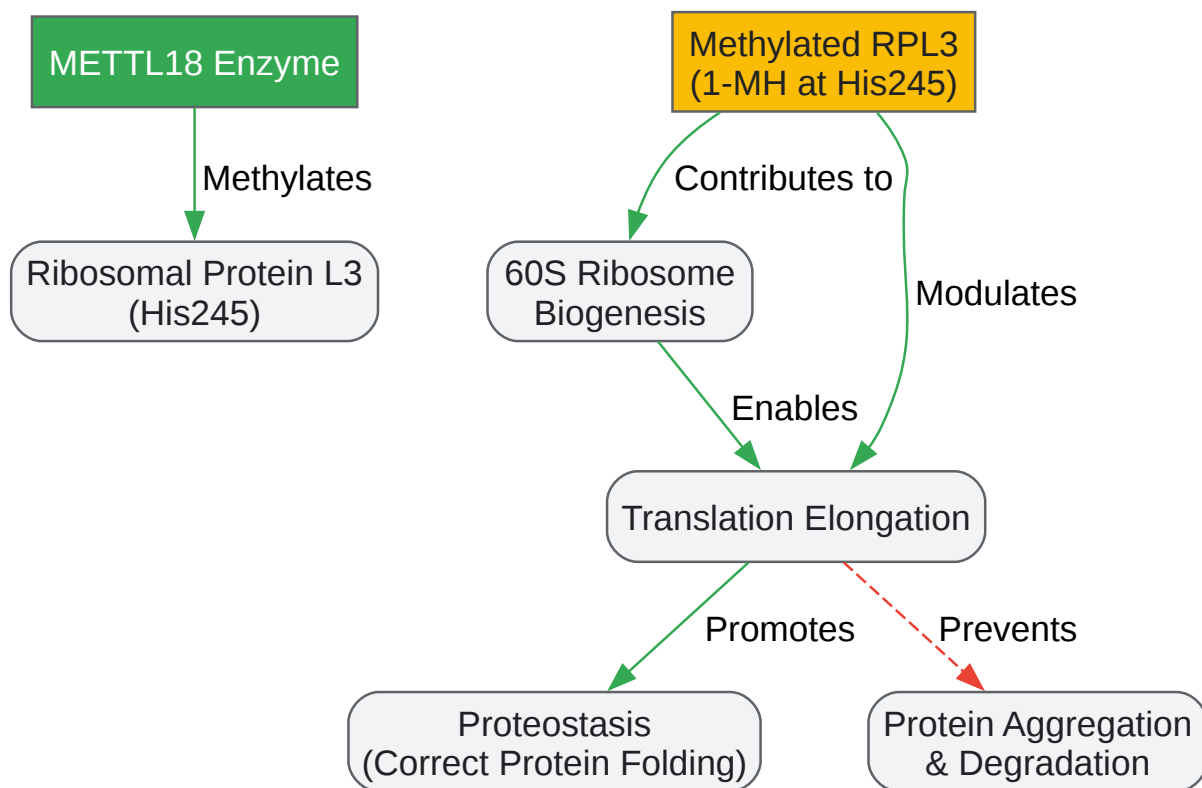 METTL18 Enzyme
Methylated RPL3
(1-MH at His245)
Methylates
Contributes to
Ribosomal Protein L3
(His245)
60S Ribosome
Biogenesis
Modulates
Enables
Translation Elongation
Promotes
Prevents
Proteostasis
(Correct Protein Folding)
Protein Aggregation
& Degradation